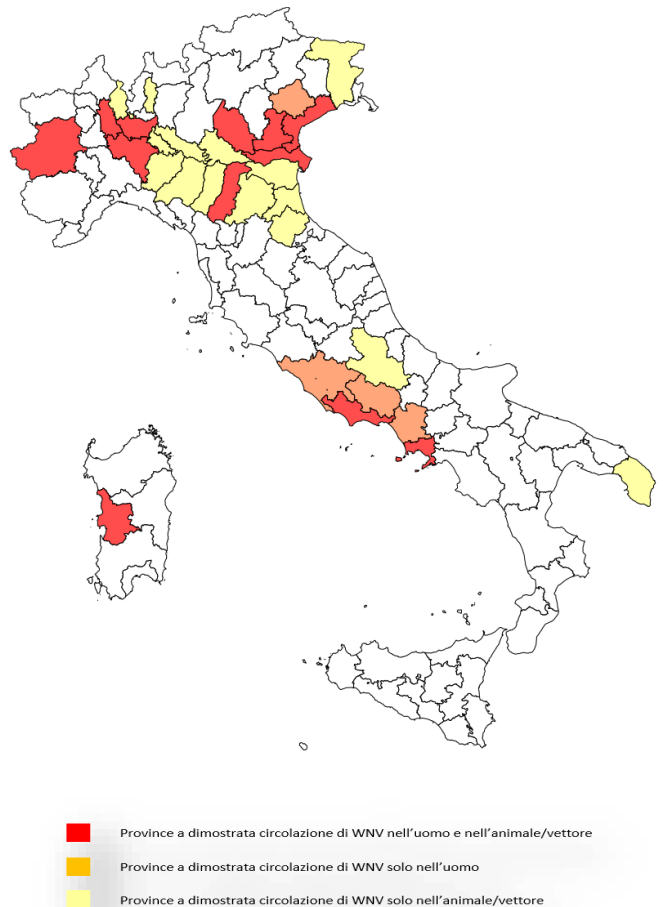 Province a dimostrata circolazione di WNV nell'uomo e nell'animale/vettore
Province a dimostrata circolazione di WNV solo nell'uomo
Province a dimostrata circolazione di WNV solo nell'animale/vettore